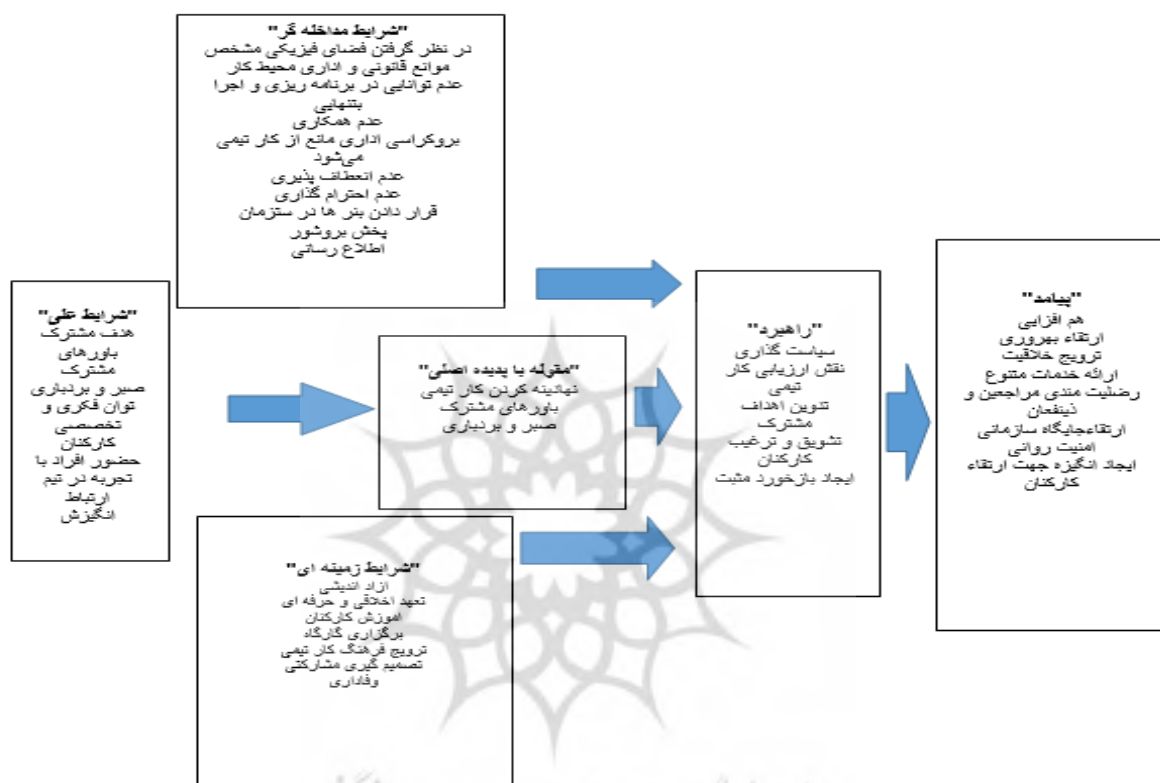 "شرایط مداخله گر"
در نظر گرفتن فضای فیزیکی مشخص
موانع قانونی و اداری محیط کار
عدم توانایی در برنامه ریزی و اجرا
بتنهایی
عدم همکاری
بروکراسی اداری مانع از کار تیمی
می‌شود
عدم انعطاف پذیری
عدم احترام گذاری
قرار دادن بنر ها در ستزمان
پخش بروشور
اطلاع رسانی
"شرایط علی"
هدف مشترک
باورهای
مشترک
صبر و بردباری
توان فکری و
تخصصی
کارکنان
حضور افراد با
تجربه در تیم
ارتباط
انگیزش
"مقوله یا پدیده اصلی"
نهادینه کردن کار تیمی
باورهای مشترک
صبر و بردباری
"شرایط زمینه ای"
ازاد اندیشی
تعهد اخلاقی و حرفه ای
اموزش کارکنان
برگزاری گارگاه
ترویج فرهنگ کار تیمی
تصمیم گیری مشارکتی
وفاداری
"راهبرد"
سیاست گذاری
نقش ارزیابی کار
تیمی
تدوین اهداف
مشترک
تشویق و ترغیب
کارکنان
ایجاد بازخورد مثبت
"پیامد"
هم افزایی
ارتقاء بهروری
ترویج خلاقیت
ارائه خدمات متنوع
رضلیت مندی مراجعین و
ذینفعان
ارتقاءجایگاه سازمانی
امنیت روانی
ایجاد انگیزه جهت ارتقاء
کارکنان